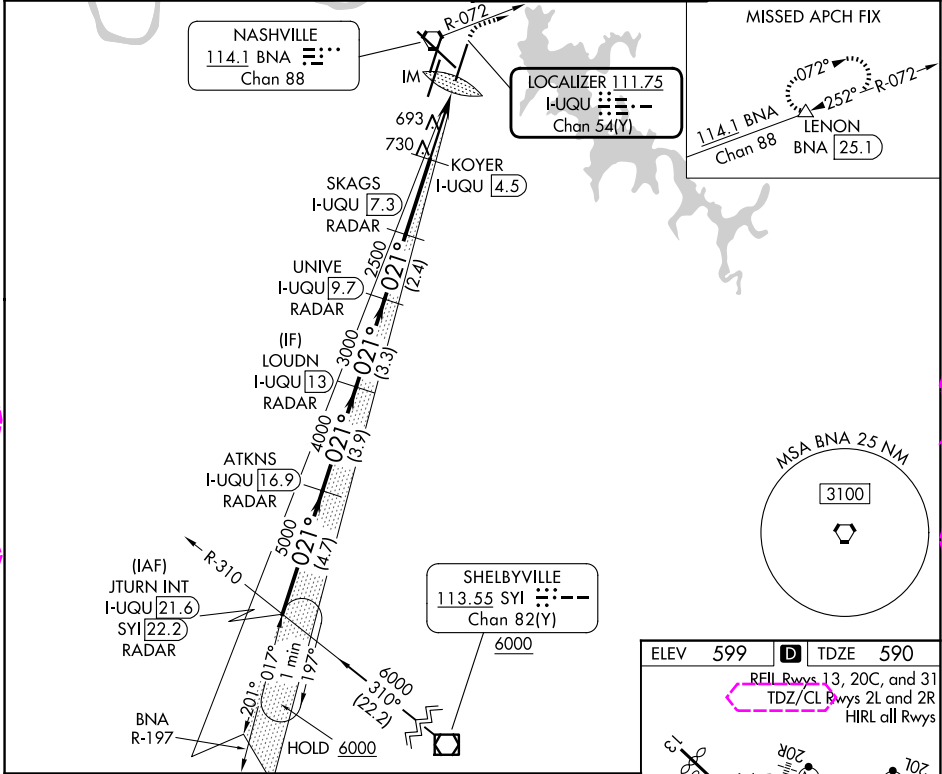 NASHVILLE
114.1 BNA
Chan 88
R-072
IM
LOCALIZER 111.75
I-UQU
Chan 54(Y)
MISSED APCH FIX
072°
252°
R-072
114.1 BNA
Chan 88
LENON
BNA 25.1
693
730
KOYER
I-UQU 4.5
SKAGS
I-UQU 7.3
RADAR
2500
021°
(2.4)
UNIVE
I-UQU 9.7
RADAR
3000
021°
(3.3)
(IF)
LOUDN
I-UQU 13
RADAR
4000
021°
(3.9)
ATKNS
I-UQU 16.9
RADAR
5000
021°
(4.7)
MSA BNA 25 NM
3100
R-310
(IAF)
JTURN INT
I-UQU 21.6
SYI 22.2
RADAR
SHELBYVILLE
113.55 SYI
Chan 82(Y)
6000
6000
310°
(22.2)
201°
017°
1 min
197°
BNA
R-197
HOLD 6000
ELEV 599 D TDZE 590
REIL Rwys 13, 20C, and 31
TDZ/CL Rwys 2L and 2R
HIRL all Rwys
13
20R
20L